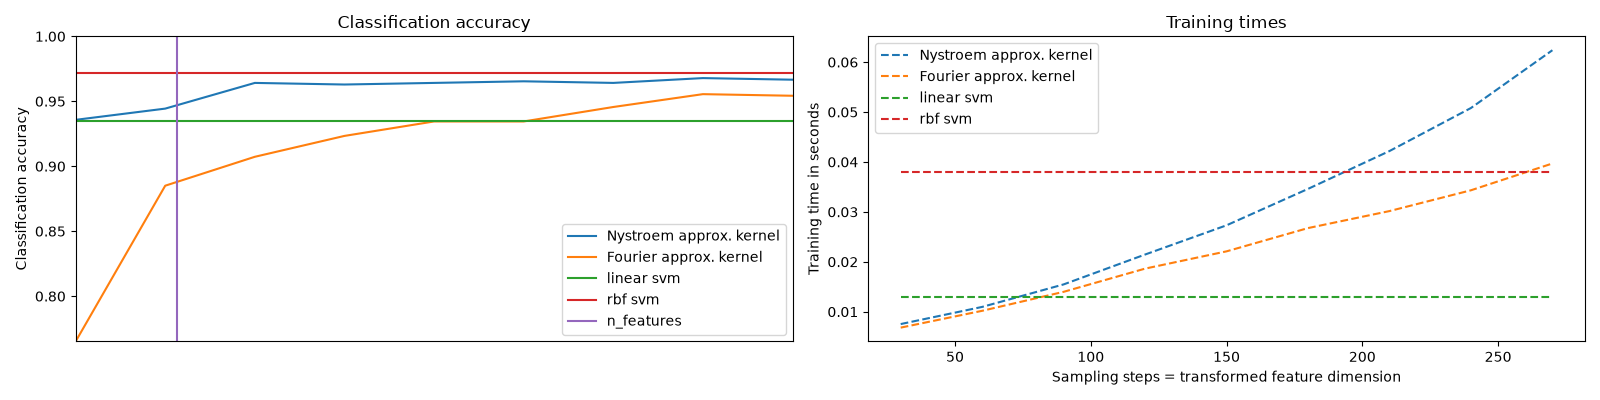 Classification accuracy
Classification accuracy
1.00
0.95
0.90
0.85
0.80
Nystroem approx. kernel
Fourier approx. kernel
linear svm
rbf svm
n_features
Training times
Training time in seconds
0.06
0.05
0.04
0.03
0.02
0.01
Nystroem approx. kernel
Fourier approx. kernel
linear svm
rbf svm
50 100 150 200 250
Sampling steps = transformed feature dimension